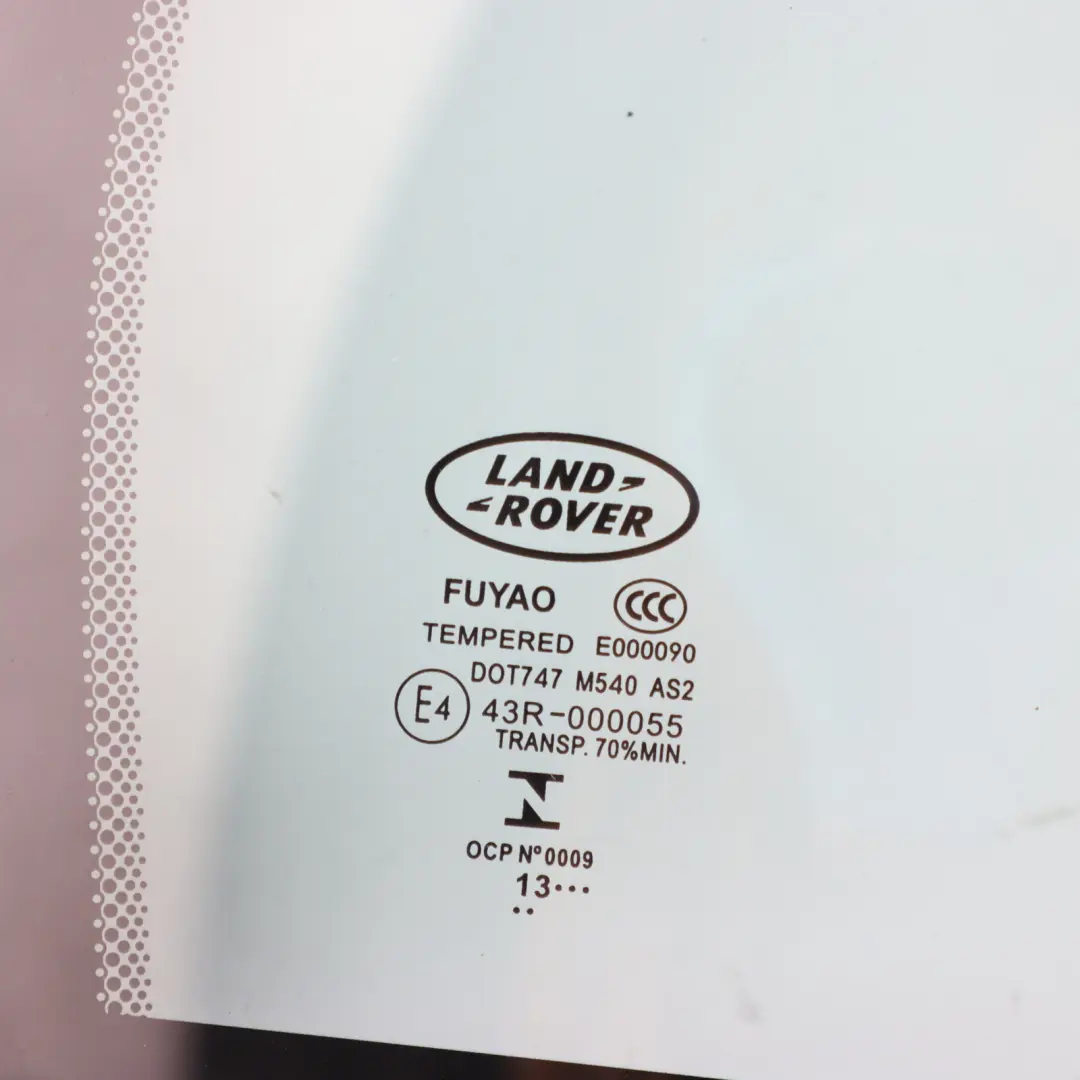 LAND
ROVER
FUYAO CCC
TEMPERED E000090
DOT747 M540 AS2
E4 43R-000055
TRANSP. 70%MIN.
OCP Nº0009
13...
..